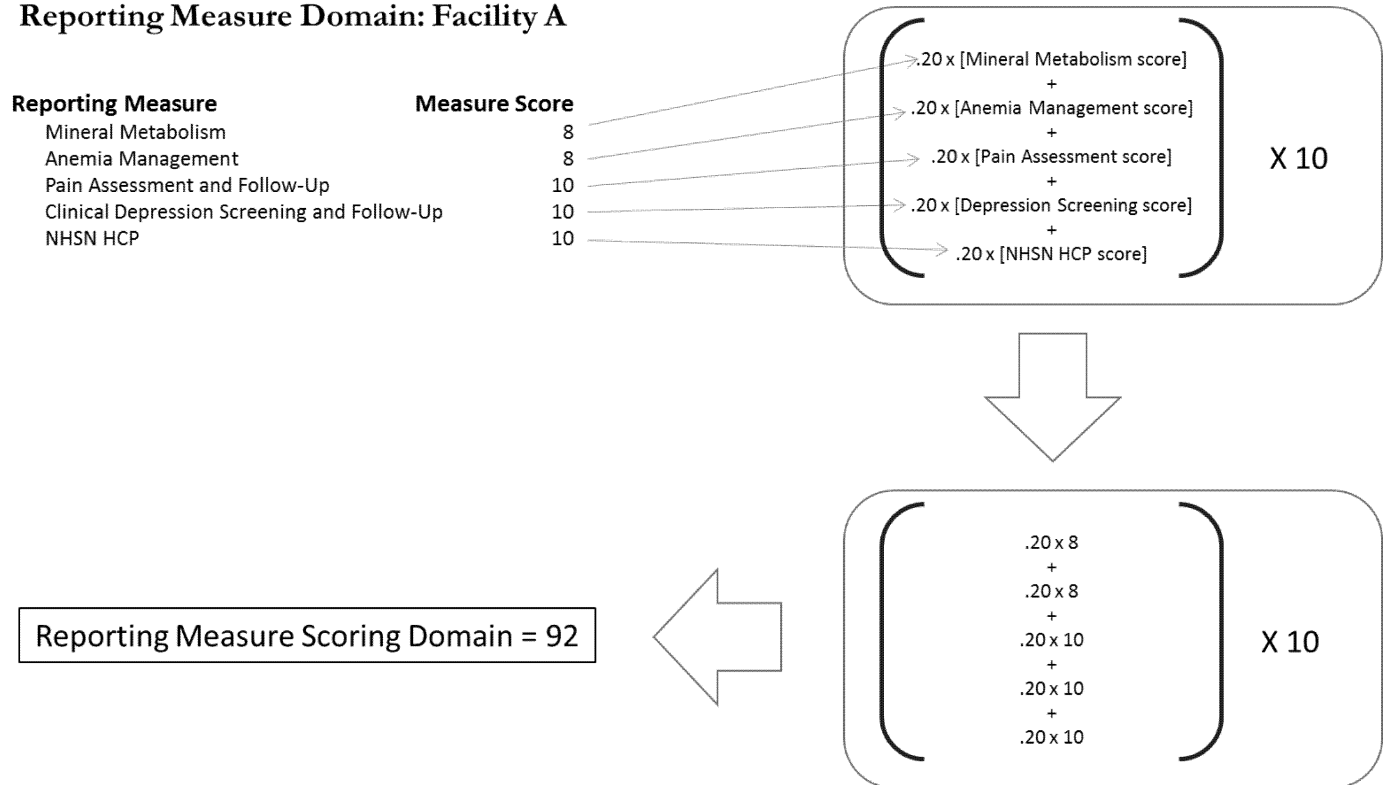 Reporting Measure Domain: Facility A
Reporting Measure Measure Score
Mineral Metabolism 8
Anemia Management 8
Pain Assessment and Follow-Up 10
Clinical Depression Screening and Follow-Up 10
NHSN HCP 10
.20 x [Mineral Metabolism score]
+
.20 x [Anemia Management score]
+
.20 x [Pain Assessment score]
+
.20 x [Depression Screening score]
+
.20 x [NHSN HCP score]
X 10
.20 x 8
+
.20 x 8
+
.20 x 10
+
.20 x 10
+
.20 x 10
X 10
Reporting Measure Scoring Domain = 92